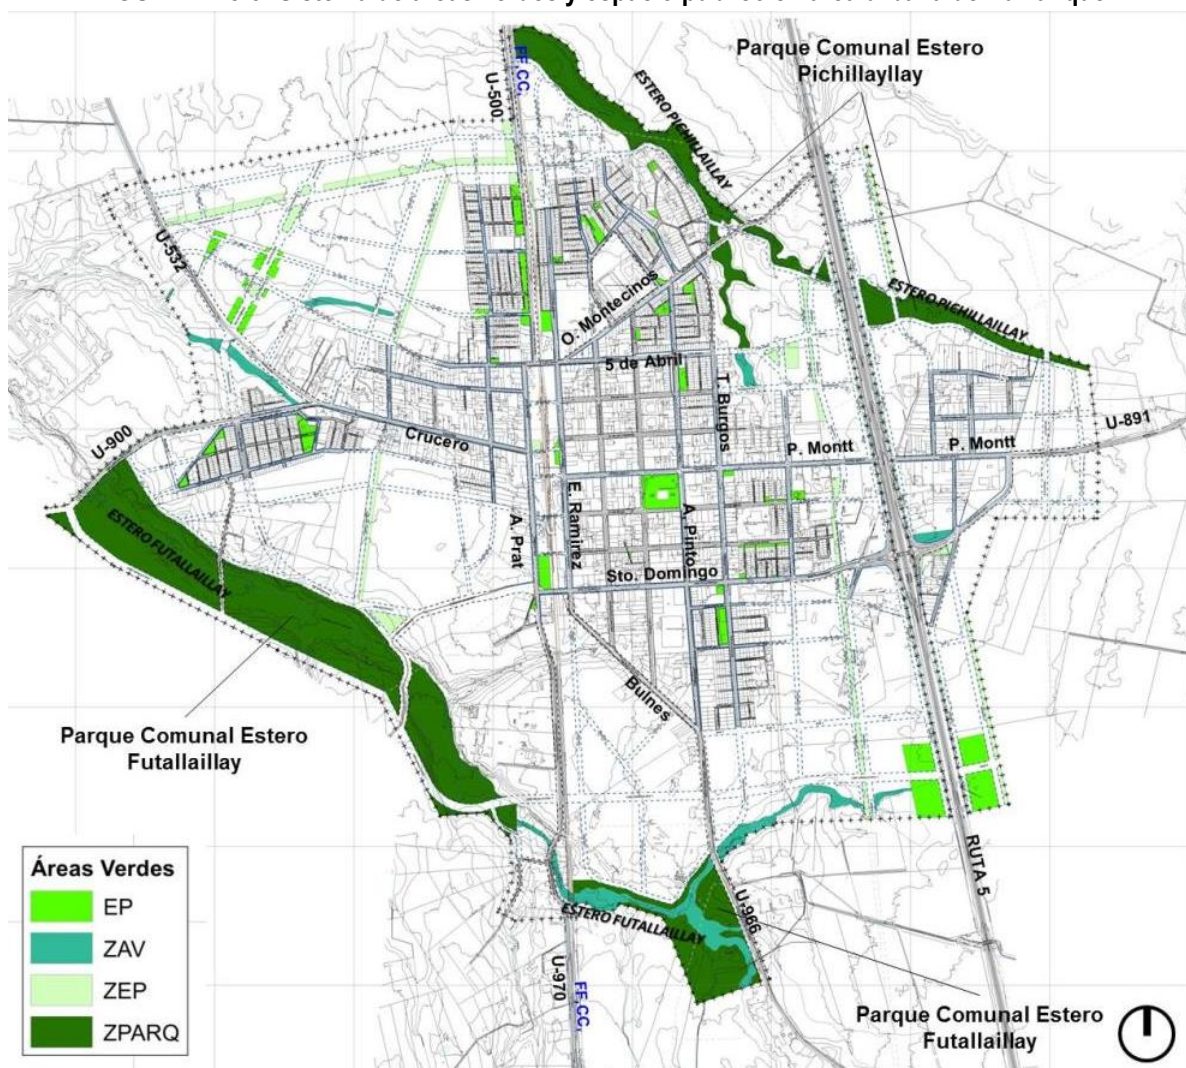 Parque Comunal Estero
Pichillayllay
FF,CC,
U-500
ESTERO PICHILLAILLAY
U-532
O. Montecinos
ESTERO PICHILLAILLAY
5 de Abril
T. Burgos
U-900
Crucero
P. Montt
P. Montt
U-891
E. Ramirez
A. Prat
A. Pinto
ESTERO FUTALLAILLAY
Sto. Domingo
Bulnes
Parque Comunal Estero
Futallaillay
RUTA 5
Áreas Verdes
EP
ZAV
ZEP
ZPARQ
ESTERO FUTALLAILLAY
U-966
U-970
FF,CC,
Parque Comunal Estero
Futallaillay